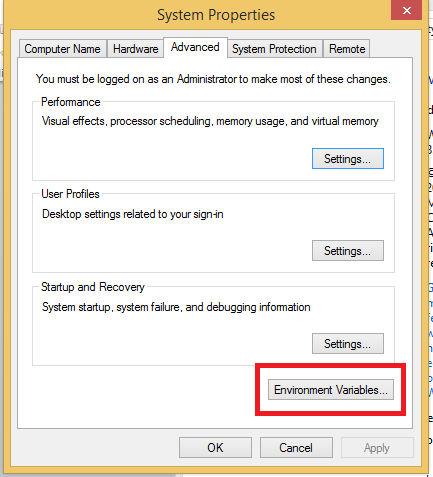 System Properties
Computer Name Hardware Advanced System Protection Remote
You must be logged on as an Administrator to make most of these changes.
Performance
Visual effects, processor scheduling, memory usage, and virtual memory
Settings...
User Profiles
Desktop settings related to your sign-in
Settings...
Startup and Recovery
System startup, system failure, and debugging information
Settings...
Environment Variables...
OK Cancel Apply